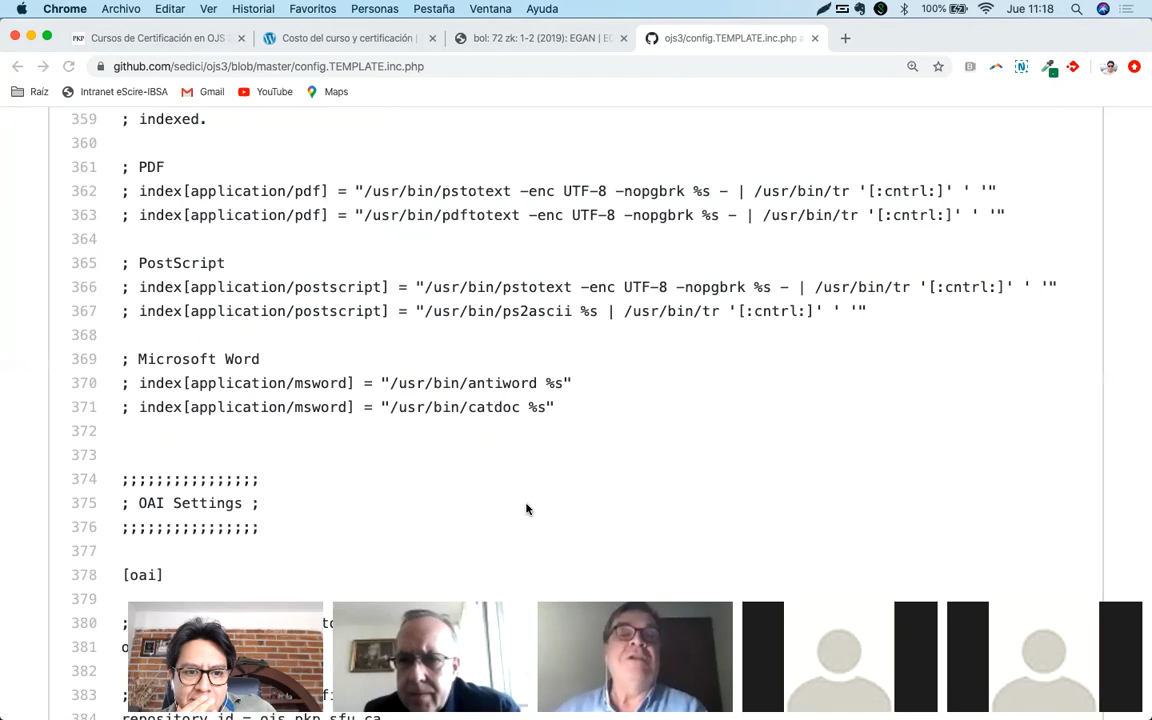 Chrome Archivo Editar Ver Historial Favoritos Personas Pestaña Ventana Ayuda 100% Jue 11:18
PKP Cursos de Certificación en OJS Costo del curso y certificación | bol: 72 zk: 1-2 (2019): EGAN | ojs3/config.TEMPLATE.inc.php
github.com/sedici/ojs3/blob/master/config.TEMPLATE.inc.php
Raíz Intranet eScire-IBSA Gmail YouTube Maps
359 ; indexed.
360
361 ; PDF
362 ; index[application/pdf] = "/usr/bin/pstotext -enc UTF-8 -nopgbrk %s - | /usr/bin/tr '[:cntrl:]' ' '"
363 ; index[application/pdf] = "/usr/bin/pdftotext -enc UTF-8 -nopgbrk %s - | /usr/bin/tr '[:cntrl:]' ' '"
364
365 ; PostScript
366 ; index[application/postscript] = "/usr/bin/pstotext -enc UTF-8 -nopgbrk %s - | /usr/bin/tr '[:cntrl:]' ' '"
367 ; index[application/postscript] = "/usr/bin/ps2ascii %s | /usr/bin/tr '[:cntrl:]' ' '"
368
369 ; Microsoft Word
370 ; index[application/msword] = "/usr/bin/antiword %s"
371 ; index[application/msword] = "/usr/bin/catdoc %s"
372
373
374 ;;;;;;;;;;;;;;;;
375 ; OAI Settings ;
376 ;;;;;;;;;;;;;;;;
377
378 [oai]
379
380 ;
381
382
383 ;
384 repository_id = ojs.pkp.sfu.ca